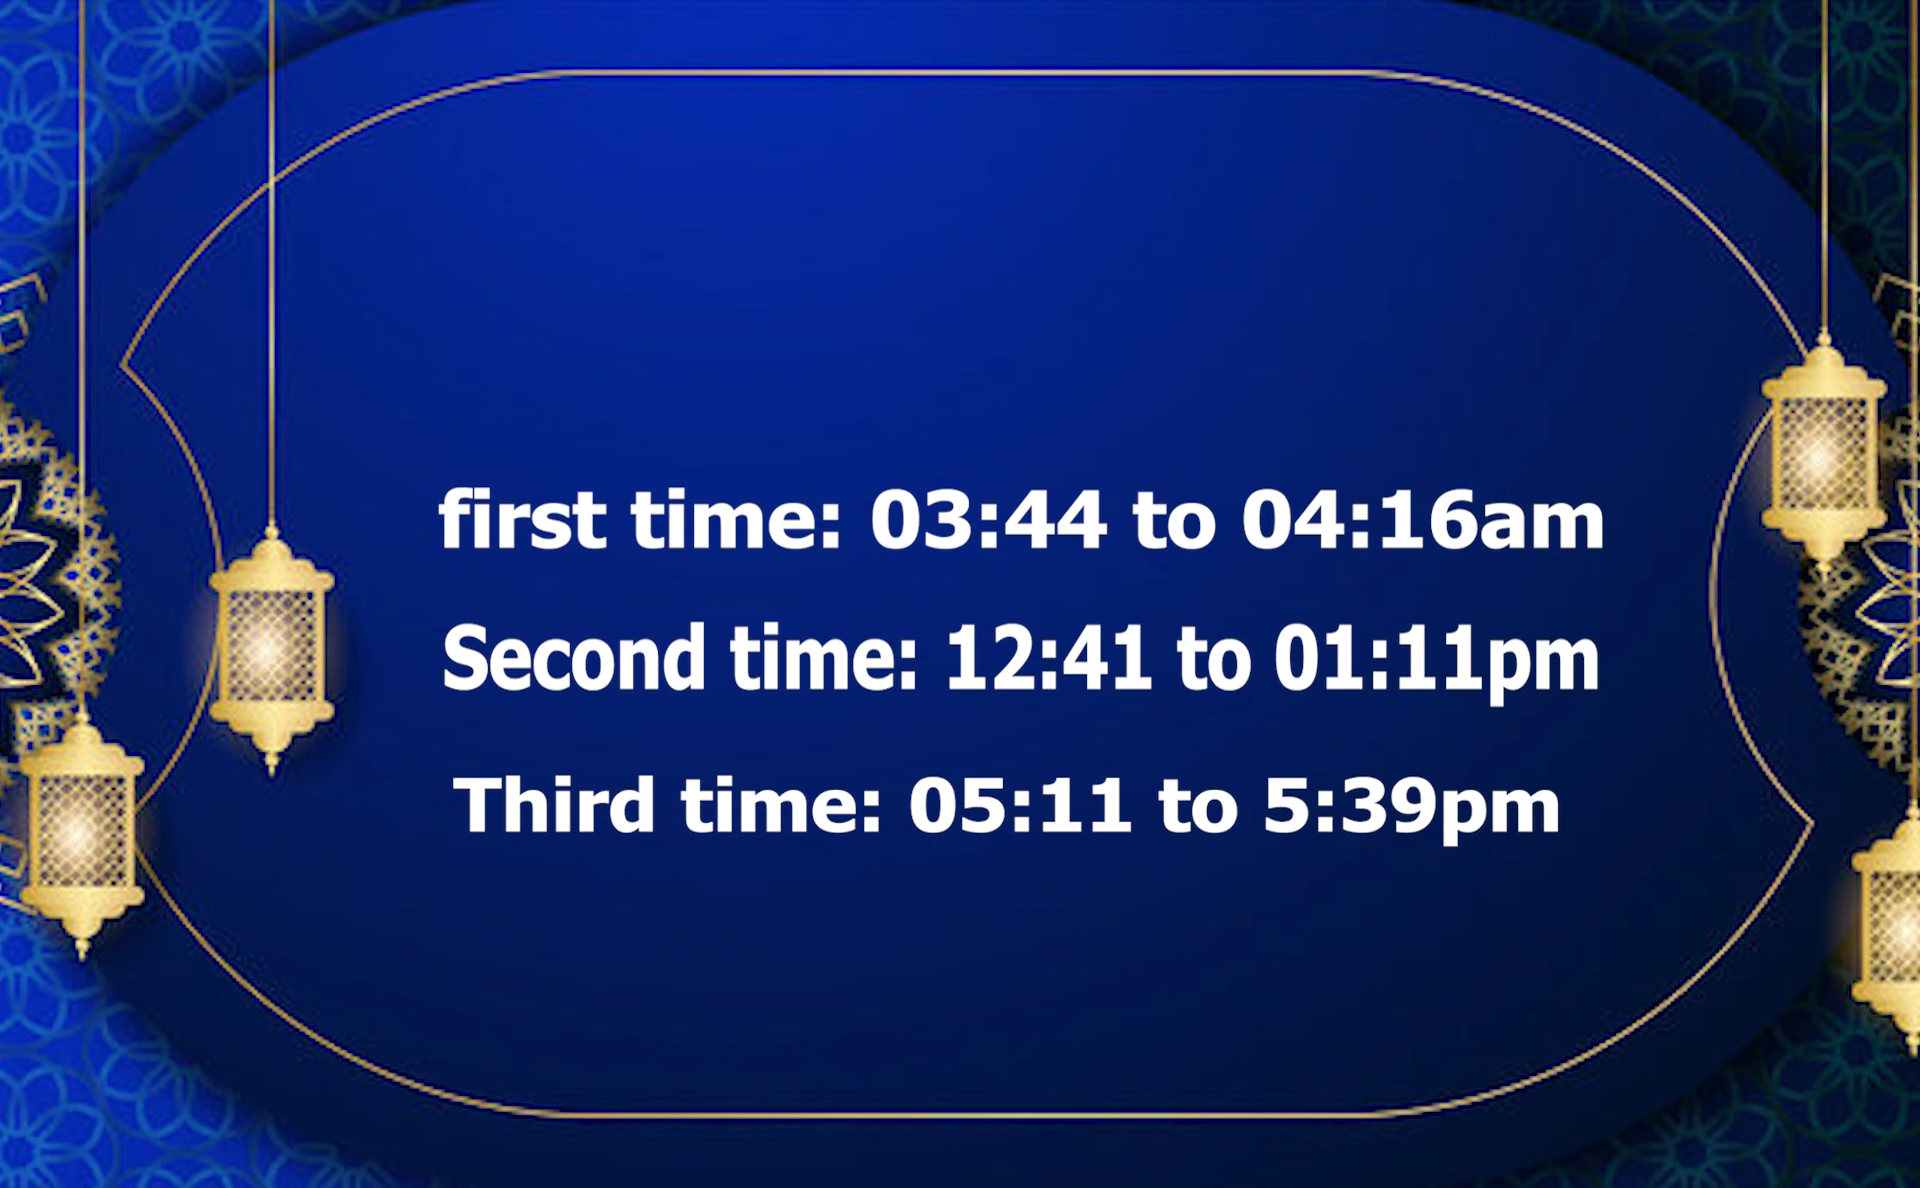 first time: 03:44 to 04:16am
Second time: 12:41 to 01:11pm
Third time: 05:11 to 5:39pm